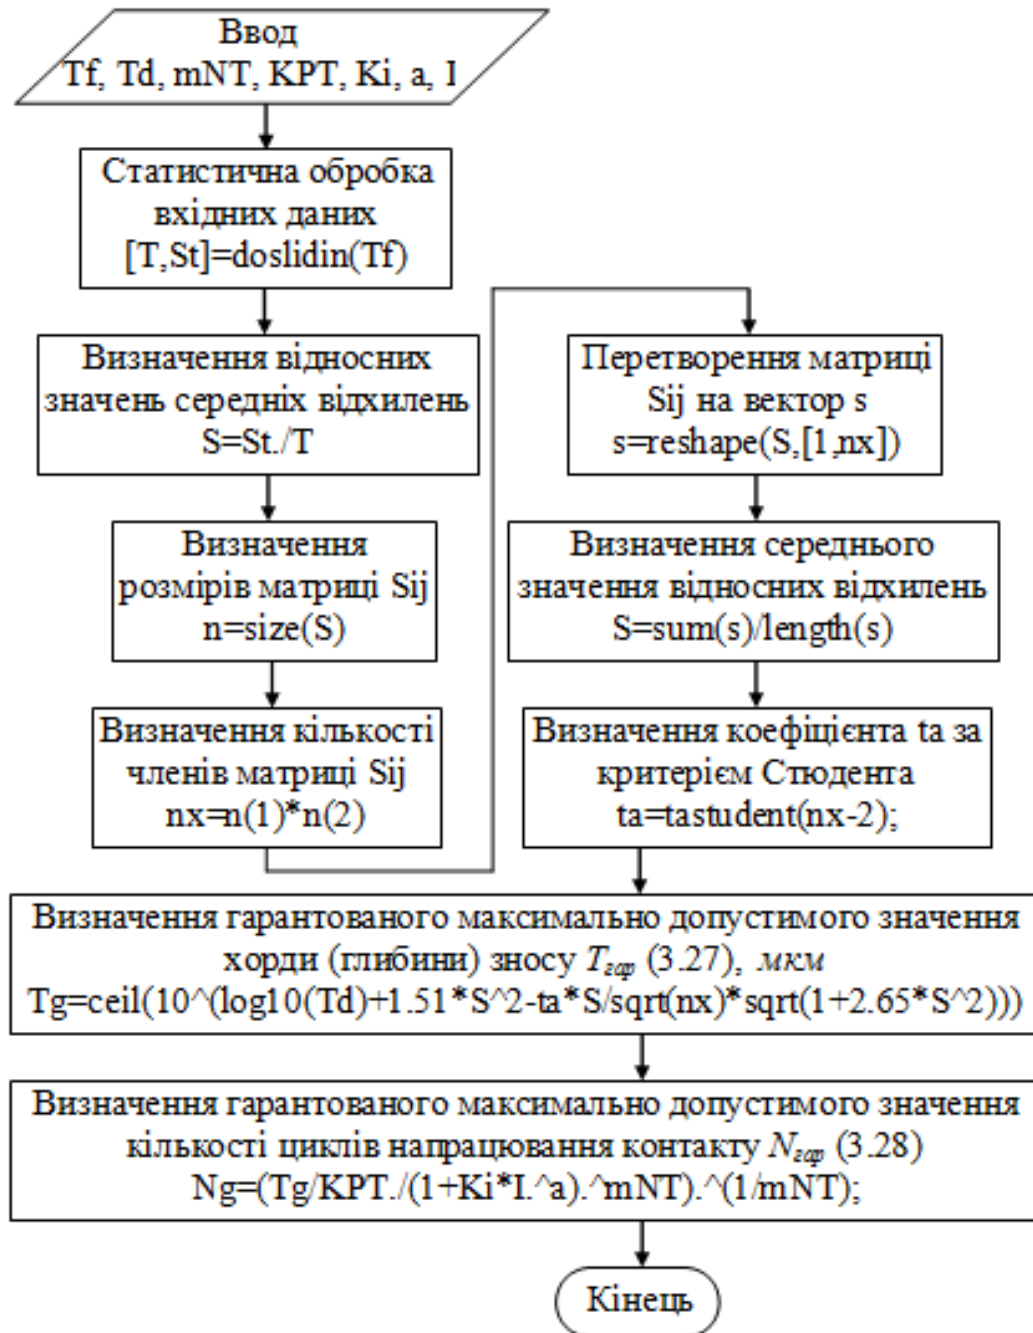 Ввод
Tf, Td, mNT, KPT, Ki, a, I
Статистична обробка
вхідних даних
[T,St]=doslidin(Tf)
Визначення відносних
значень середніх відхилень
S=St./T
Визначення
розмірів матриці Sij
n=size(S)
Визначення кількості
членів матриці Sij
nx=n(1)*n(2)
Перетворення матриці
Sij на вектор s
s=reshape(S,[1,nx])
Визначення середнього
значення відносних відхилень
S=sum(s)/length(s)
Визначення коефіцієнта ta за
критерієм Стюдента
ta=tastudent(nx-2);
Визначення гарантованого максимально допустимого значення
хорди (глибини) зносу Tгар (3.27), мкм
Tg=ceil(10^(log10(Td)+1.51*S^2-ta*S/sqrt(nx)*sqrt(1+2.65*S^2)))
Визначення гарантованого максимально допустимого значення
кількості циклів напрацювання контакту Nгар (3.28)
Ng=(Tg/KPT./(1+Ki*I.^a).^mNT).^(1/mNT);
Кінець